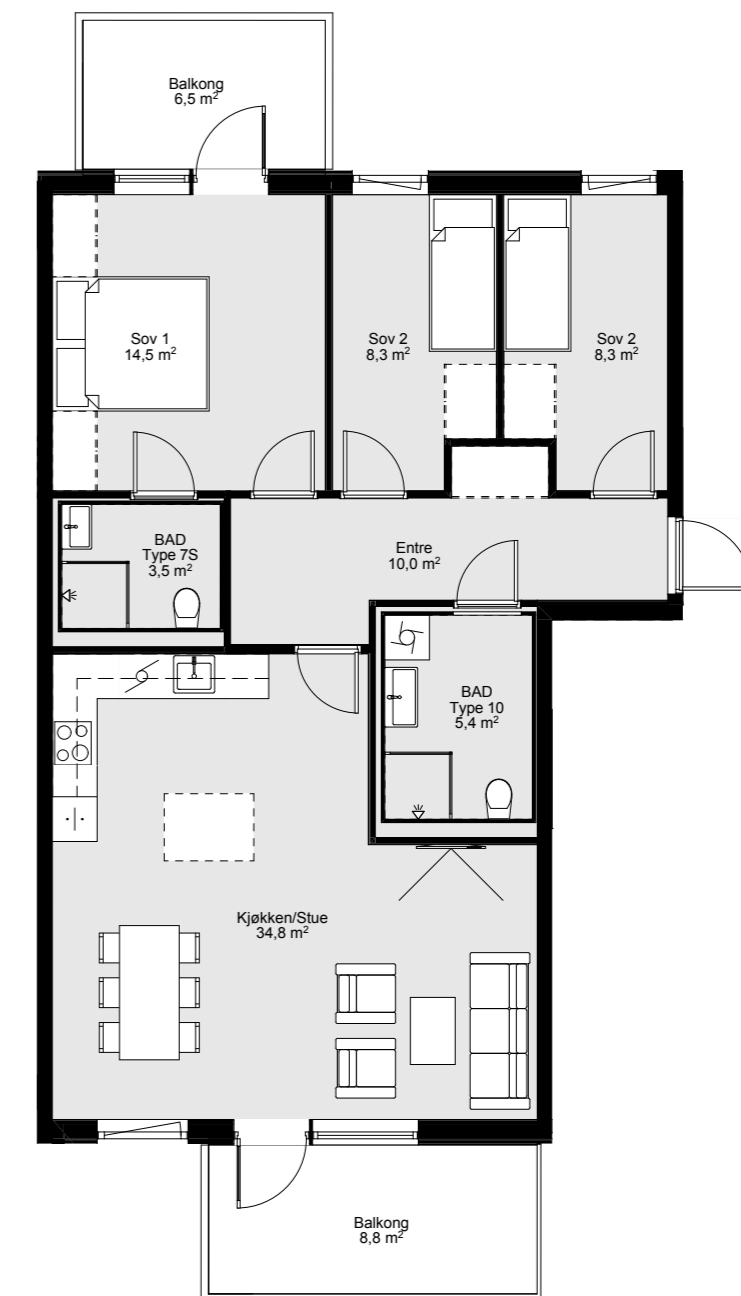 Balkong
6,5 m²
Sov 1
14,5 m²
Sov 2
8,3 m²
Sov 2
8,3 m²
BAD
Type 7S
3,5 m²
Entre
10,0 m²
BAD
Type 10
5,4 m²
Kjøkken/Stue
34,8 m²
Balkong
8,8 m²